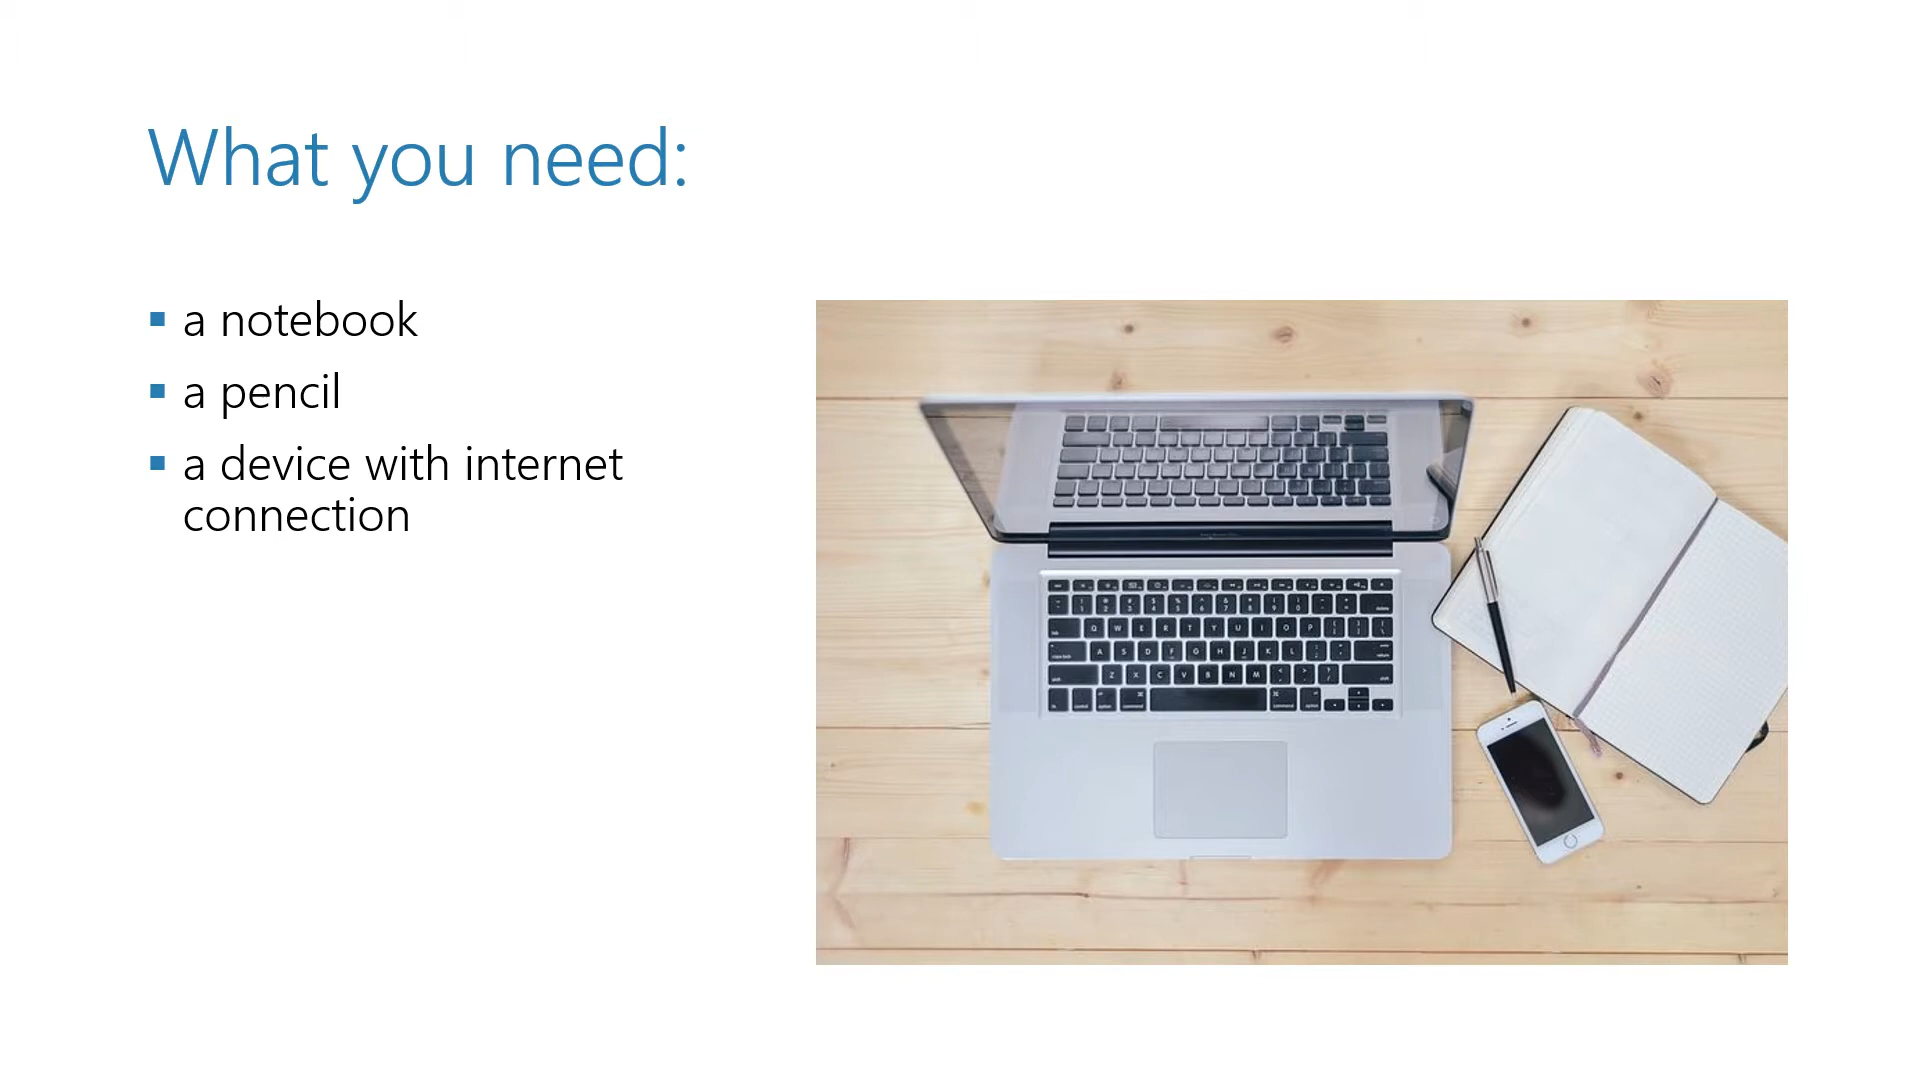 What you need:
a notebook
a pencil
a device with internet
connection